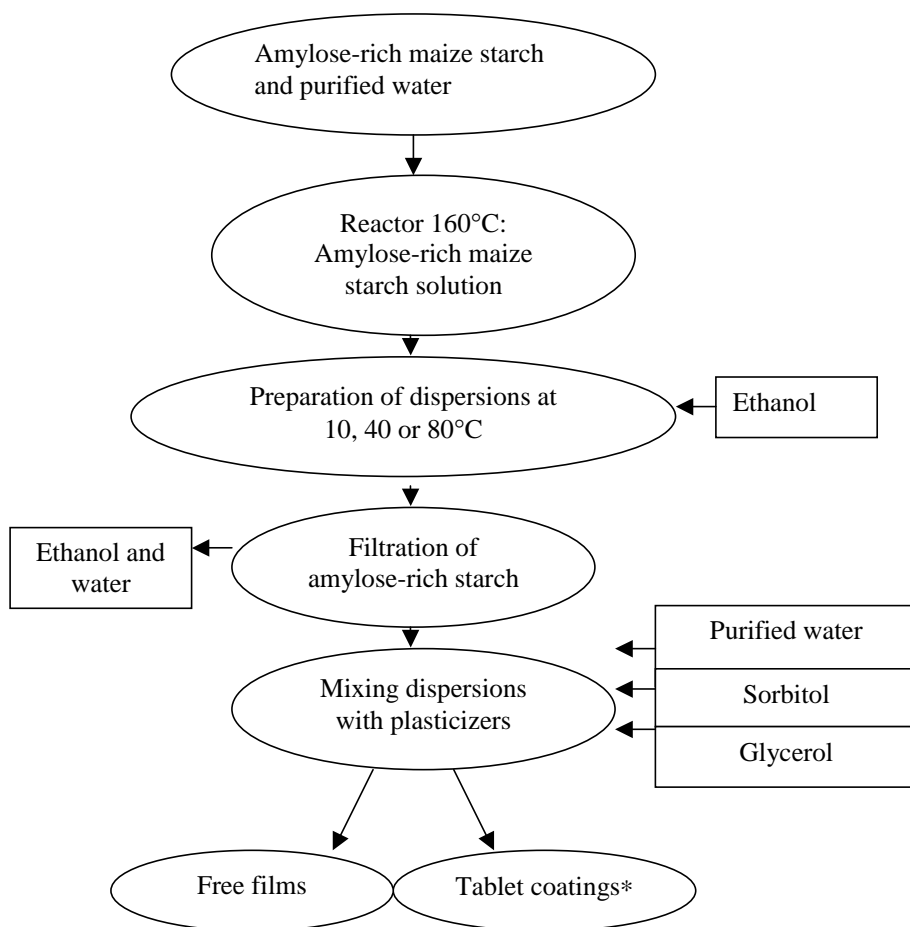 Amylose-rich maize starch
and purified water
Reactor 160°C:
Amylose-rich maize
starch solution
Preparation of dispersions at
10, 40 or 80°C
Ethanol
Ethanol and
water
Filtration of
amylose-rich starch
Purified water
Mixing dispersions
with plasticizers
Sorbitol
Glycerol
Free films
Tablet coatings*